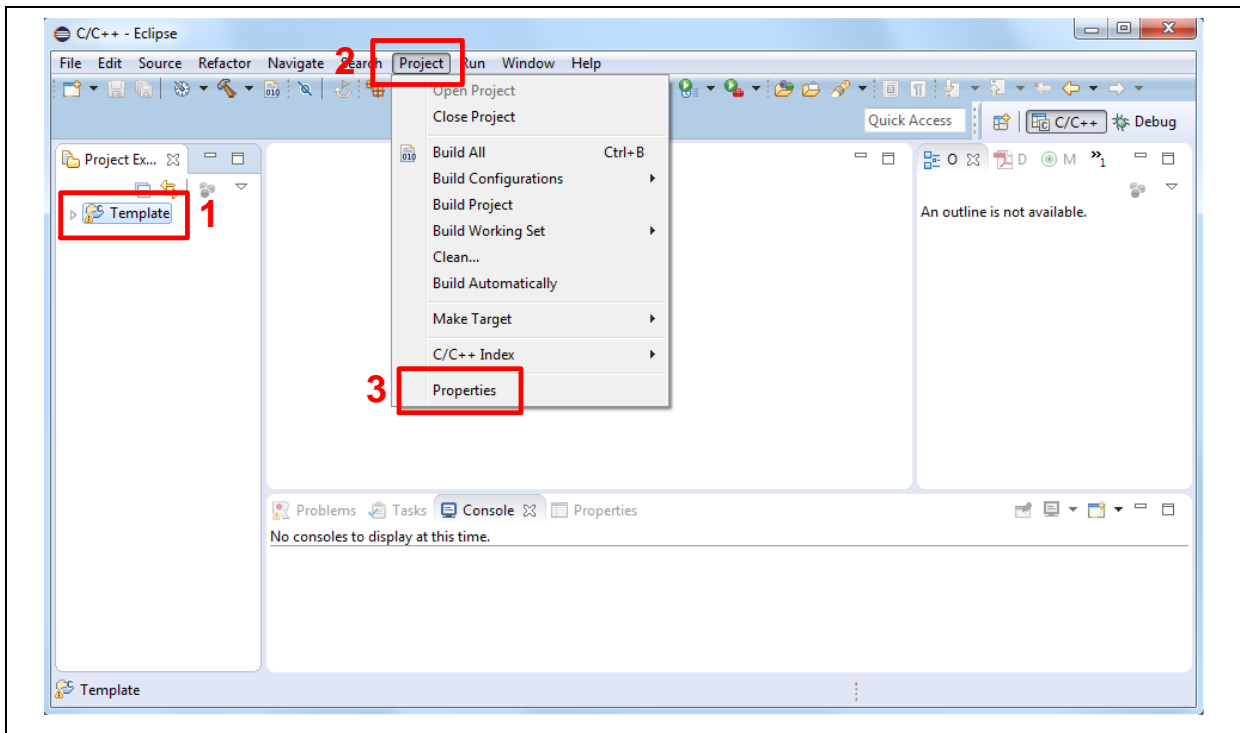 C/C++ - Eclipse
File Edit Source Refactor Navigate Search Project Run Window Help
2
Quick Access C/C++ Debug
Open Project
Close Project
Build All Ctrl+B
Build Configurations
Build Project
Build Working Set
Clean...
Build Automatically
Make Target
C/C++ Index
3
Properties
Project Ex...
Template
1
O D M »1
An outline is not available.
Problems Tasks Console Properties
No consoles to display at this time.
Template